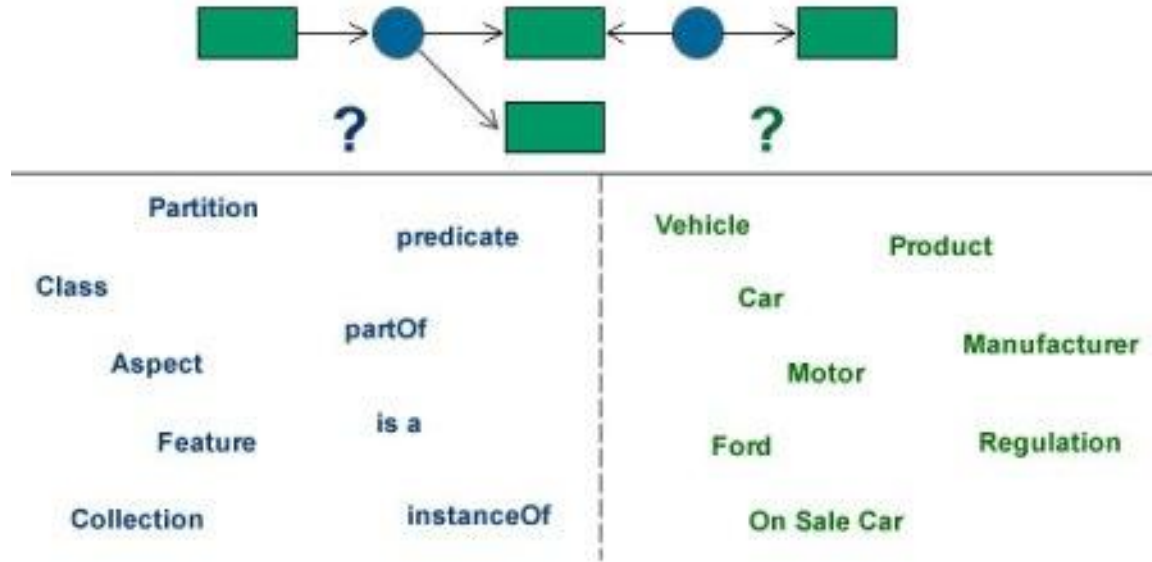 ?
?
Partition
predicate
Class
partOf
Aspect
is a
Feature
Collection
instanceOf
Vehicle
Product
Car
Manufacturer
Motor
Ford
Regulation
On Sale Car